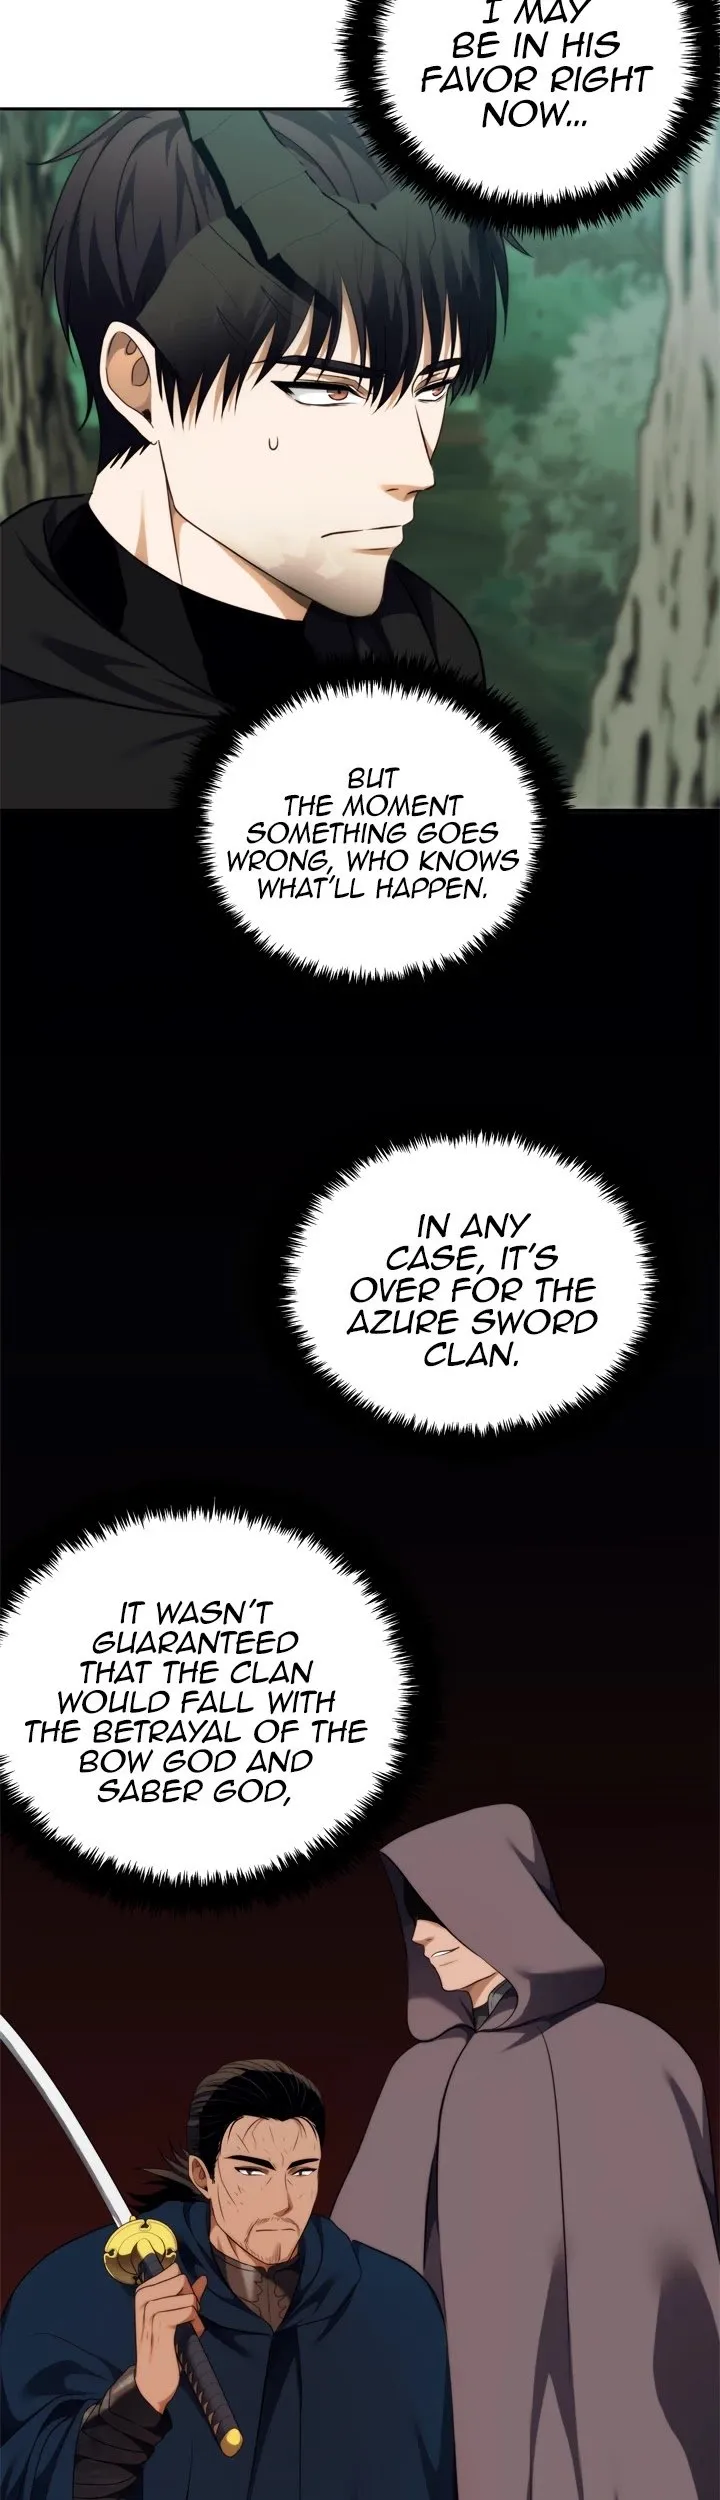 I MAY
BE IN HIS
FAVOR RIGHT
NOW...
BUT
THE MOMENT
SOMETHING GOES
WRONG, WHO KNOWS
WHAT'LL HAPPEN.
IN ANY
CASE, IT'S
OVER FOR THE
AZURE SWORD
CLAN.
IT WASN'T
GUARANTEED
THAT THE CLAN
WOULD FALL WITH
THE BETRAYAL OF THE
BOW GOD AND
SABER GOD,